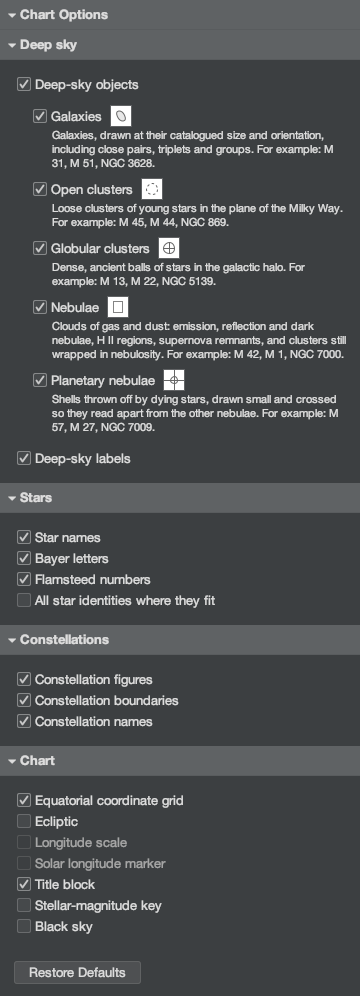 Chart Options
Deep sky
Deep-sky objects
Galaxies
Galaxies, drawn at their catalogued size and orientation,
including close pairs, triplets and groups. For example: M
31, M 51, NGC 3628.
Open clusters
Loose clusters of young stars in the plane of the Milky Way.
For example: M 45, M 44, NGC 869.
Globular clusters
Dense, ancient balls of stars in the galactic halo. For
example: M 13, M 22, NGC 5139.
Nebulae
Clouds of gas and dust: emission, reflection and dark
nebulae, H II regions, supernova remnants, and clusters still
wrapped in nebulosity. For example: M 42, M 1, NGC 7000.
Planetary nebulae
Shells thrown off by dying stars, drawn small and crossed
so they read apart from the other nebulae. For example: M
57, M 27, NGC 7009.
Deep-sky labels
Stars
Star names
Bayer letters
Flamsteed numbers
All star identities where they fit
Constellations
Constellation figures
Constellation boundaries
Constellation names
Chart
Equatorial coordinate grid
Ecliptic
Longitude scale
Solar longitude marker
Title block
Stellar-magnitude key
Black sky
Restore Defaults